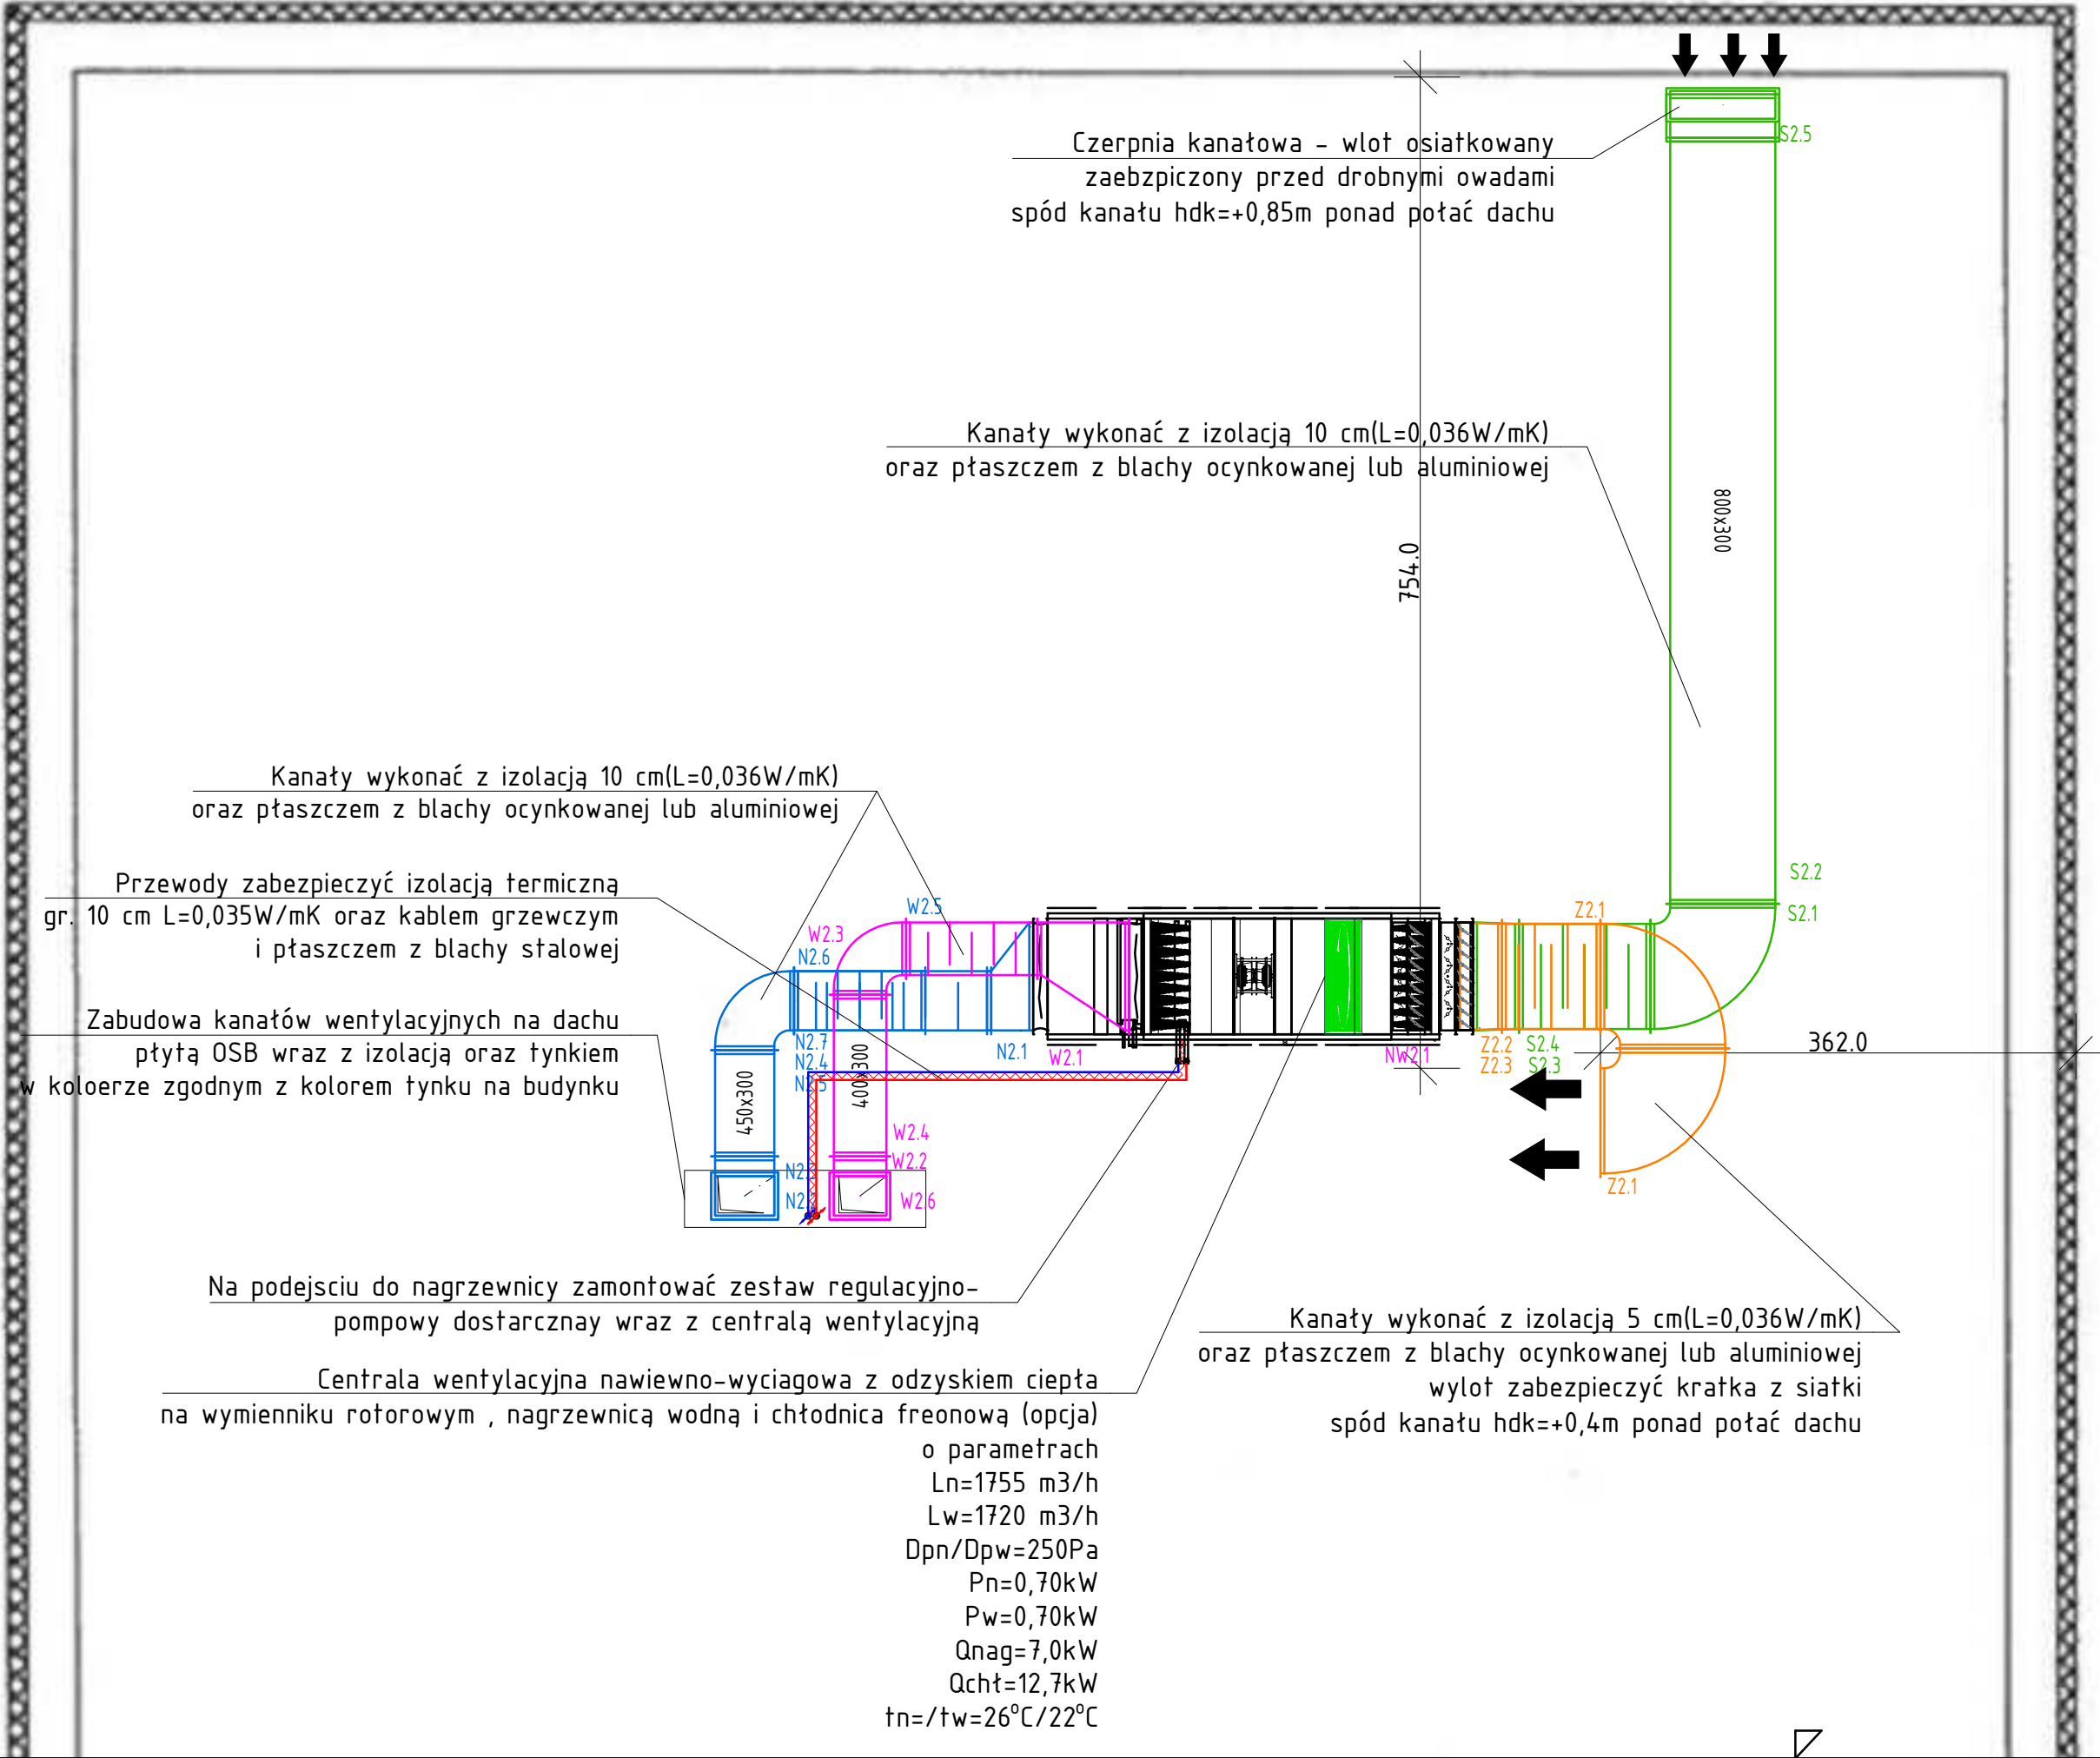 S2.5
Czerpnia kanałowa – wlot osiatkowany
zaebzpiczony przed drobnymi owadami
spód kanału hdk=+0,85m ponad połać dachu
Kanały wykonać z izolacją 10 cm(L=0,036W/mK)
oraz płaszczem z blachy ocynkowanej lub aluminiowej
800x300
754.0
Kanały wykonać z izolacją 10 cm(L=0,036W/mK)
oraz płaszczem z blachy ocynkowanej lub aluminiowej
Przewody zabezpieczyć izolacją termiczną
gr. 10 cm L=0,035W/mK oraz kablem grzewczym
i płaszczem z blachy stalowej
Zabudowa kanałów wentylacyjnych na dachu
płytą OSB wraz z izolacją oraz tynkiem
w koloerze zgodnym z kolorem tynku na budynku
S2.2
S2.1
Z2.1
W2.5
W2.3
N2.6
N2.7
N2.4
N2.5
N2.1
W2.1
NW2.1
Z2.2
S2.4
Z2.3
S2.3
362.0
450x300
400x300
W2.4
W2.2
W2.6
Z2.1
Na podejsciu do nagrzewnicy zamontować zestaw regulacyjno-
pompowy dostarcznay wraz z centralą wentylacyjną
Kanały wykonać z izolacją 5 cm(L=0,036W/mK)
oraz płaszczem z blachy ocynkowanej lub aluminiowej
wylot zabezpieczyć kratka z siatki
spód kanału hdk=+0,4m ponad połać dachu
Centrala wentylacyjna nawiewno-wyciagowa z odzyskiem ciepła
na wymienniku rotorowym , nagrzewnicą wodną i chłodnica freonową (opcja)
o parametrach
Ln=1755 m3/h
Lw=1720 m3/h
Dpn/Dpw=250Pa
Pn=0,70kW
Pw=0,70kW
Qnag=7,0kW
Qchł=12,7kW
tn=/tw=26°C/22°C